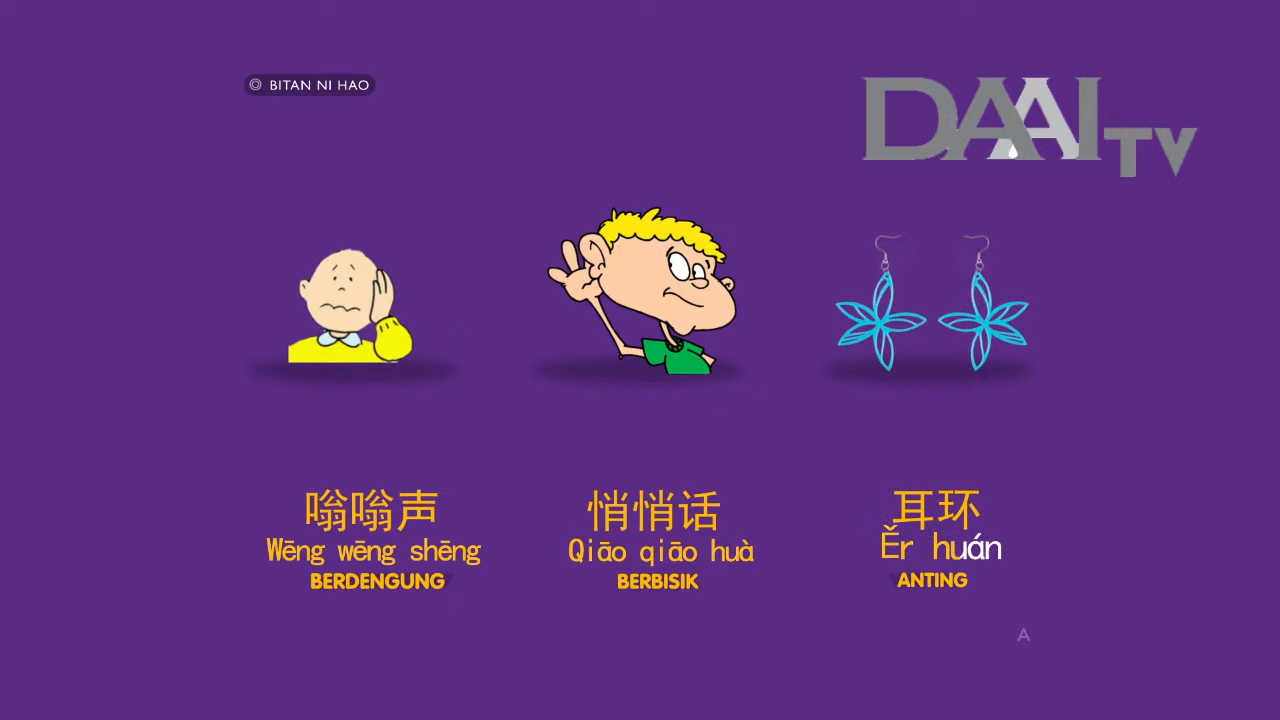 BITAN NI HAO
DAAI TV
嗡嗡声
Wēng wēng shēng
BERDENGUNG
悄悄话
Qiāo qiāo huà
BERBISIK
耳环
Ěr huán
ANTING
A